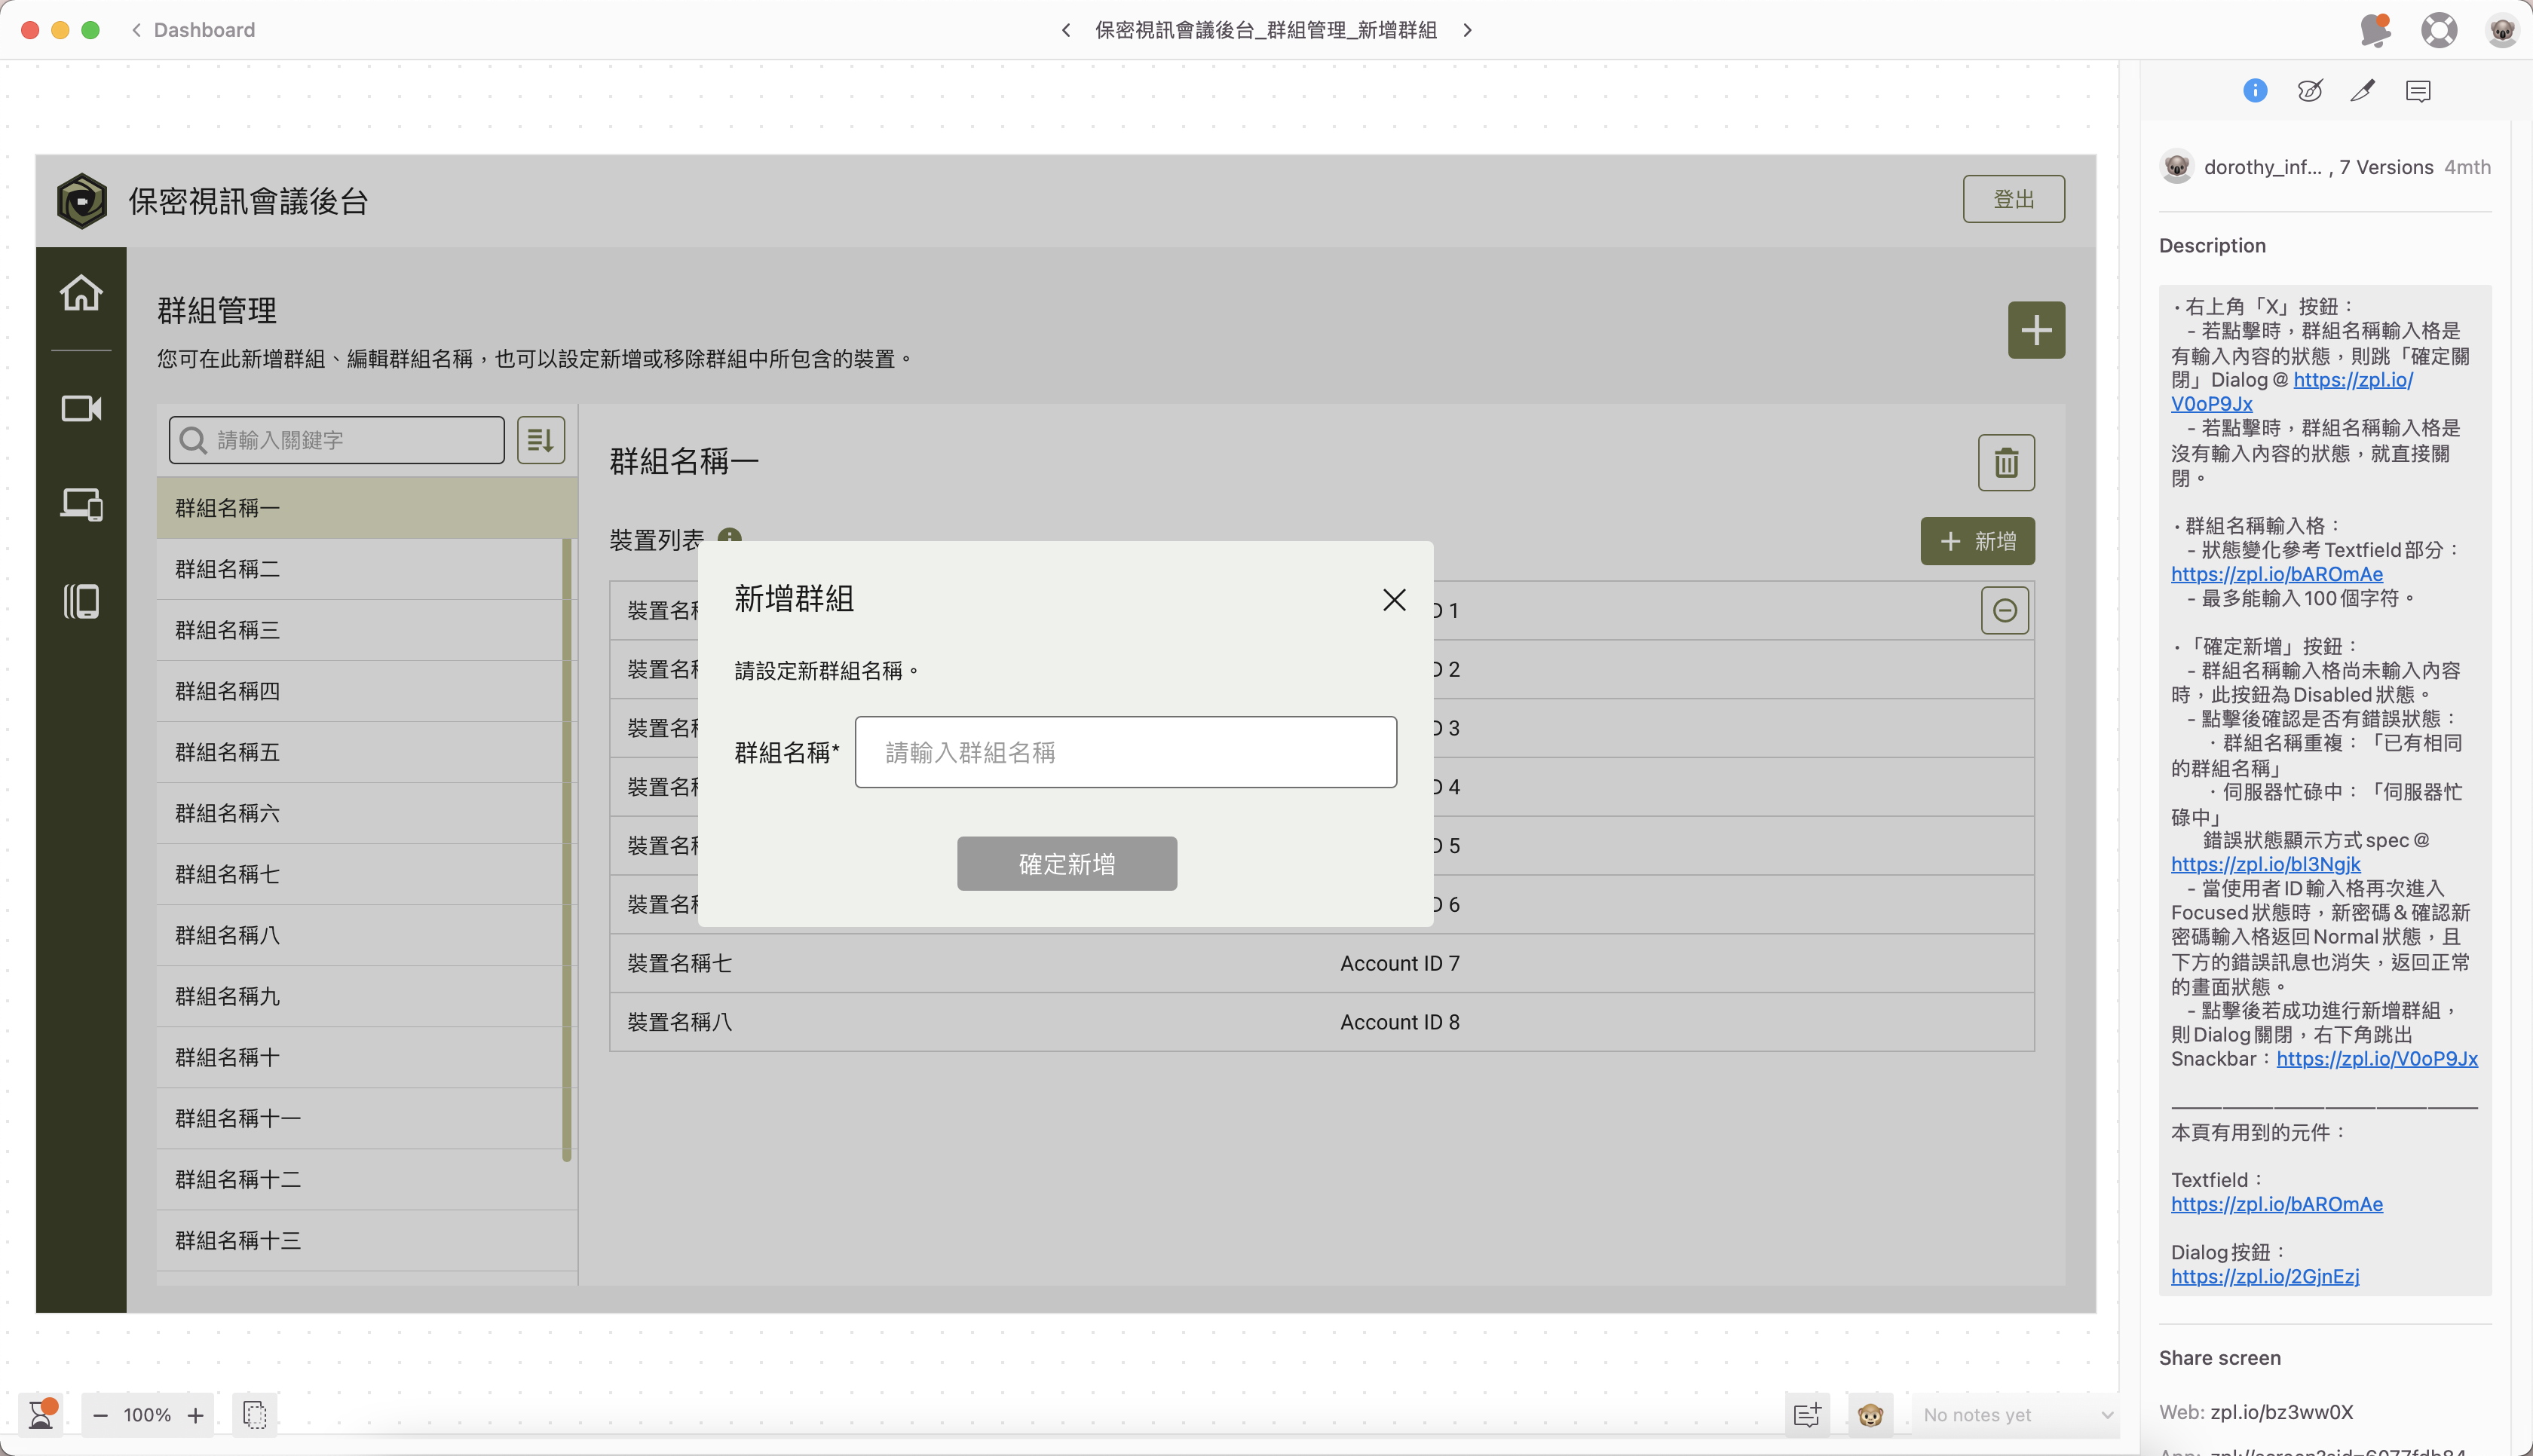 Dashboard
保密視訊會議後台_群組管理_新增群組
保密視訊會議後台
登出
群組管理
您可在此新增群組、編輯群組名稱，也可以設定新增或移除群組中所包含的裝置。
請輸入關鍵字
群組名稱一
群組名稱二
群組名稱三
群組名稱四
群組名稱五
群組名稱六
群組名稱七
群組名稱八
群組名稱九
群組名稱十
群組名稱十一
群組名稱十二
群組名稱十三
群組名稱一
裝置列表
新增
裝置名 1
裝置名 2
裝置名 3
裝置名 4
裝置名 5
裝置名 6
裝置名稱七 Account ID 7
裝置名稱八 Account ID 8
新增群組
請設定新群組名稱。
群組名稱* 請輸入群組名稱
確定新增
dorothy_inf... , 7 Versions 4mth
Description
・右上角「X」按鈕：
- 若點擊時，群組名稱輸入格是
有輸入內容的狀態，則跳「確定關
閉」Dialog @ https://zpl.io/
V0oP9Jx
- 若點擊時，群組名稱輸入格是
沒有輸入內容的狀態，就直接關
閉。
・群組名稱輸入格：
- 狀態變化參考 Textfield 部分：
https://zpl.io/bAROmAe
- 最多能輸入 100 個字符。
・「確定新增」按鈕：
- 群組名稱輸入格尚未輸入內容
時，此按鈕為 Disabled 狀態。
- 點擊後確認是否有錯誤狀態：
・群組名稱重複：「已有相同
的群組名稱」
・伺服器忙碌中：「伺服器忙
碌中」
錯誤狀態顯示方式 spec @
https://zpl.io/bl3Ngjk
- 當使用者 ID 輸入格再次進入
Focused 狀態時，新密碼 & 確認新
密碼輸入格返回 Normal 狀態，且
下方的錯誤訊息也消失，返回正常
的畫面狀態。
- 點擊後若成功進行新增群組，
則 Dialog 關閉，右下角跳出
Snackbar：https://zpl.io/V0oP9Jx
——————————————
本頁有用到的元件：
Textfield：
https://zpl.io/bAROmAe
Dialog 按鈕：
https://zpl.io/2GjnEzj
Share screen
Web: zpl.io/bz3ww0X
100%
No notes yet